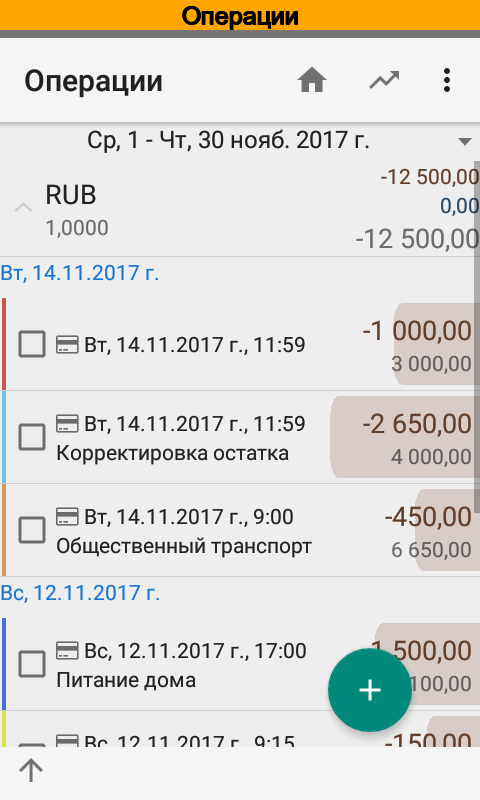 Операции
Операции
Ср, 1 - Чт, 30 нояб. 2017 г.
RUB
-12 500,00
0,00
1,0000
-12 500,00
Вт, 14.11.2017 г.
Вт, 14.11.2017 г., 11:59
-1 000,00
3 000,00
Вт, 14.11.2017 г., 11:59
-2 650,00
Корректировка остатка
4 000,00
Вт, 14.11.2017 г., 9:00
-450,00
Общественный транспорт
6 650,00
Вс, 12.11.2017 г.
Вс, 12.11.2017 г., 17:00
500,00
Питание дома
100,00
Вс, 12.11.2017 г., 9:15
-150,00